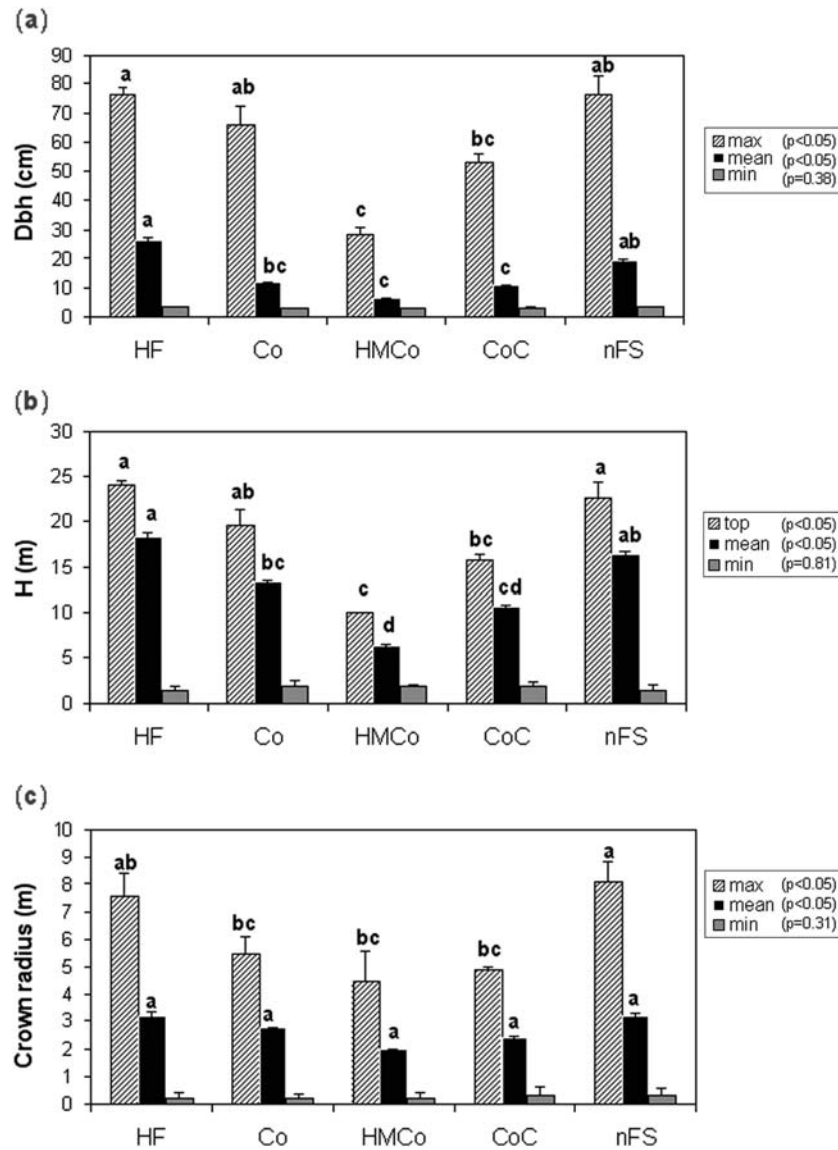 (a)
90
80
70
60
50
40
30
20
10
0
Dbh (cm)
a
a
ab
bc
c
c
bc
c
ab
ab
HF Co HMCo CoC nFS
max (p<0.05)
mean (p<0.05)
min (p=0.38)
(b)
30
25
20
15
10
5
0
H (m)
a
a
ab
bc
c
d
bc
cd
a
ab
HF Co HMCo CoC nFS
top (p<0.05)
mean (p<0.05)
min (p=0.81)
(c)
10
9
8
7
6
5
4
3
2
1
0
Crown radius (m)
ab
a
bc
a
bc
a
bc
a
a
a
HF Co HMCo CoC nFS
max (p<0.05)
mean (p<0.05)
min (p=0.31)